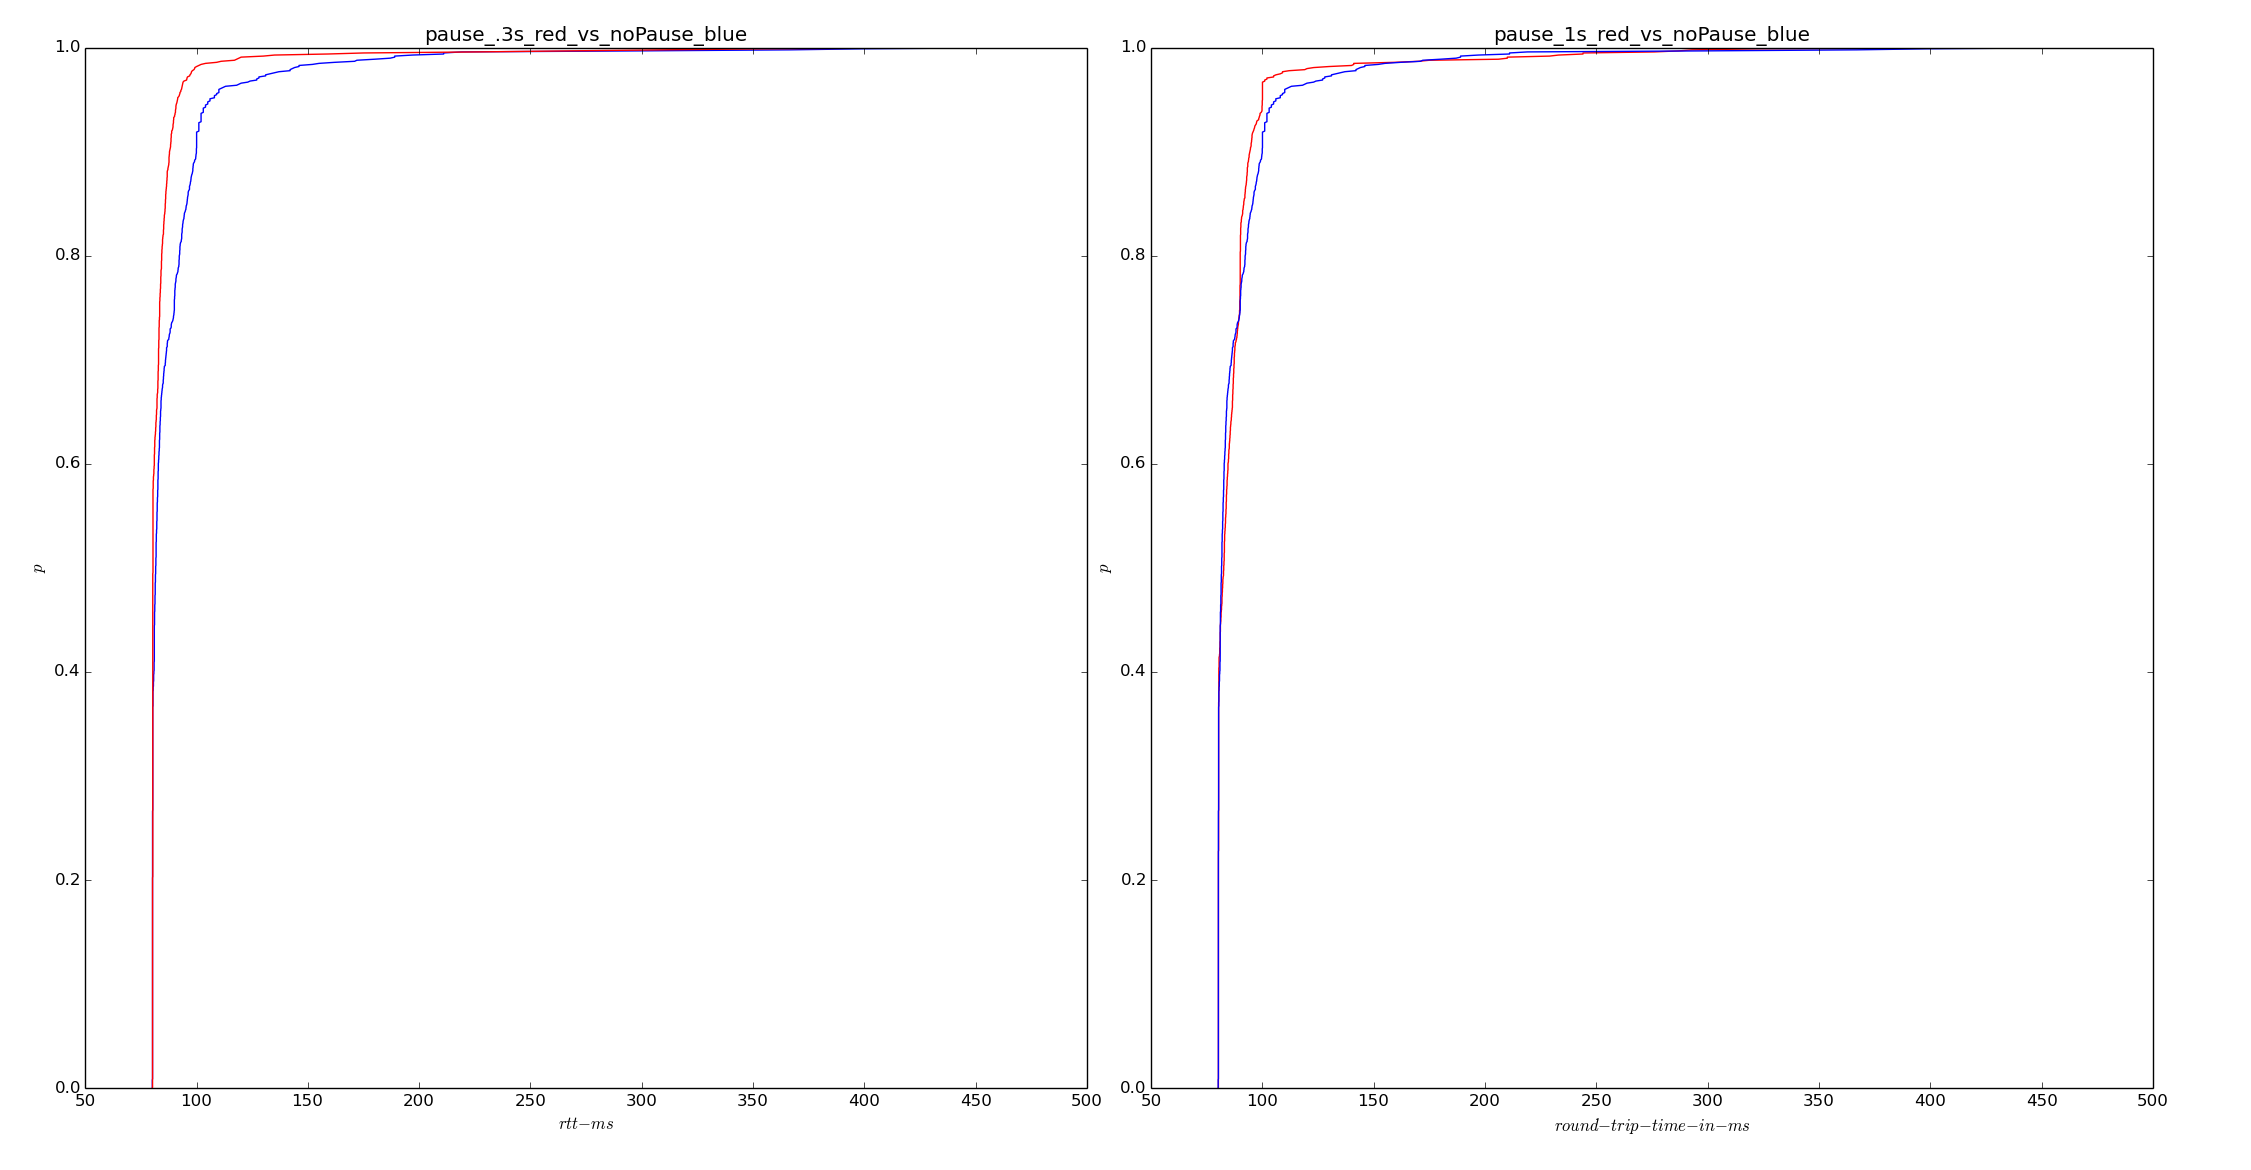 pause_.3s_red_vs_noPause_blue
1.0
0.8
0.6
0.4
0.2
0.0
p
50 100 150 200 250 300 350 400 450 500
rtt−ms
pause_1s_red_vs_noPause_blue
1.0
0.8
0.6
0.4
0.2
0.0
p
50 100 150 200 250 300 350 400 450 500
round−trip−time−in−ms